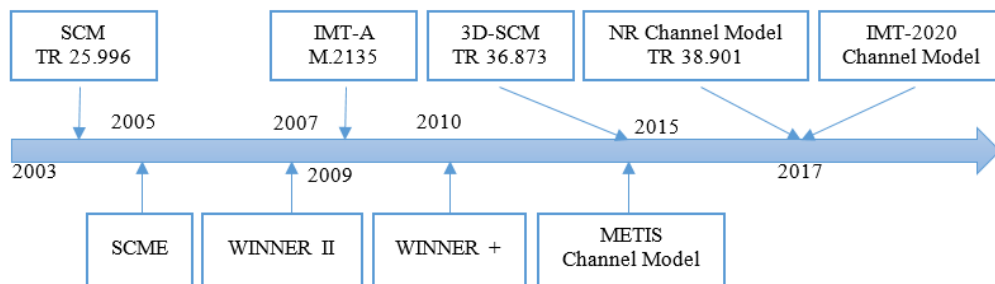 SCM
TR 25.996
IMT-A
M.2135
3D-SCM
TR 36.873
NR Channel Model
TR 38.901
IMT-2020
Channel Model
2005
2007
2010
2015
2003
2009
2017
SCME
WINNER II
WINNER +
METIS
Channel Model